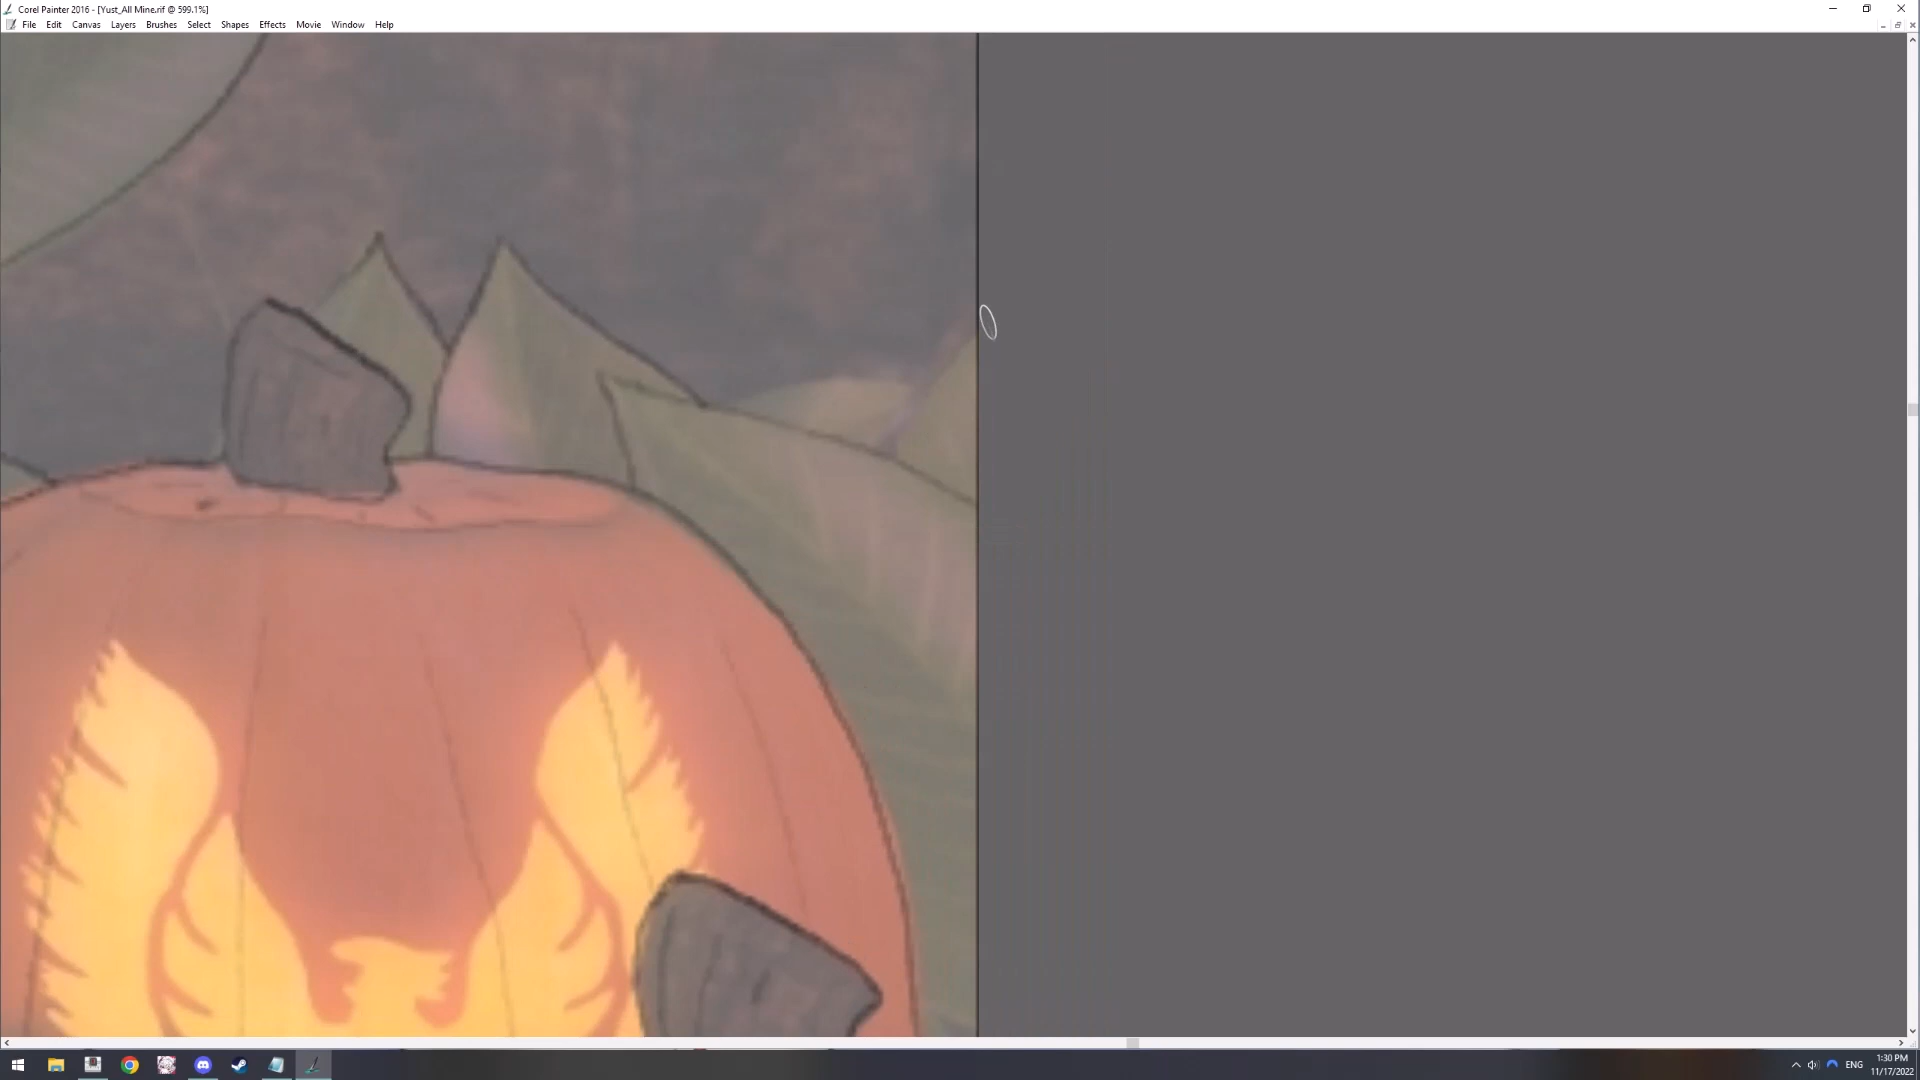 Corel Painter 2016 - [Yust_All Mine.rif @ 599.1%]
File Edit Canvas Layers Brushes Select Shapes Effects Movie Window Help
ENG
1:30 PM
11/17/2022